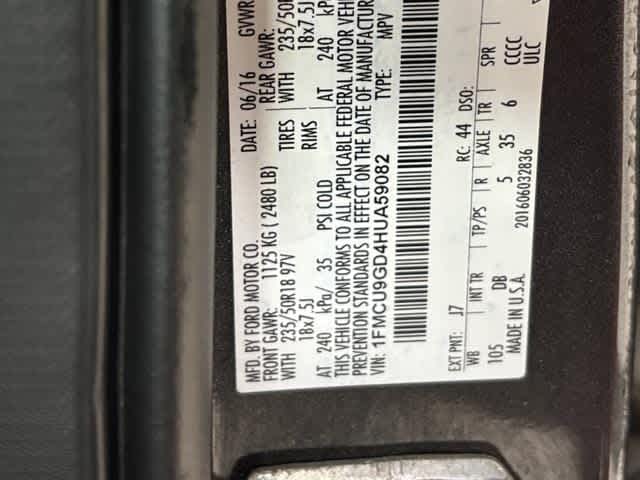 MFD. BY FORD MOTOR CO.
DATE: 06/16 GVWR
FRONT GAWR: 1125 KG ( 2480 LB) REAR GAWR:
WITH 235/50R18 97V TIRES WITH 235/50R
18x7.5J RIMS 18x7.5J
AT 240 kPa/ 35 PSI COLD AT 240 kP
THIS VEHICLE CONFORMS TO ALL APPLICABLE FEDERAL MOTOR VEH
PREVENTION STANDARDS IN EFFECT ON THE DATE OF MANUFACTUR
VIN: 1FMCU9GD4HUA59082 TYPE: MPV
EXT PNT: J7 RC: 44 DSO:
WB INT TR TP/PS R AXLE TR SPR
105 DB 5 35 6 CCCC
MADE IN U.S.A. 201606032836 ULC